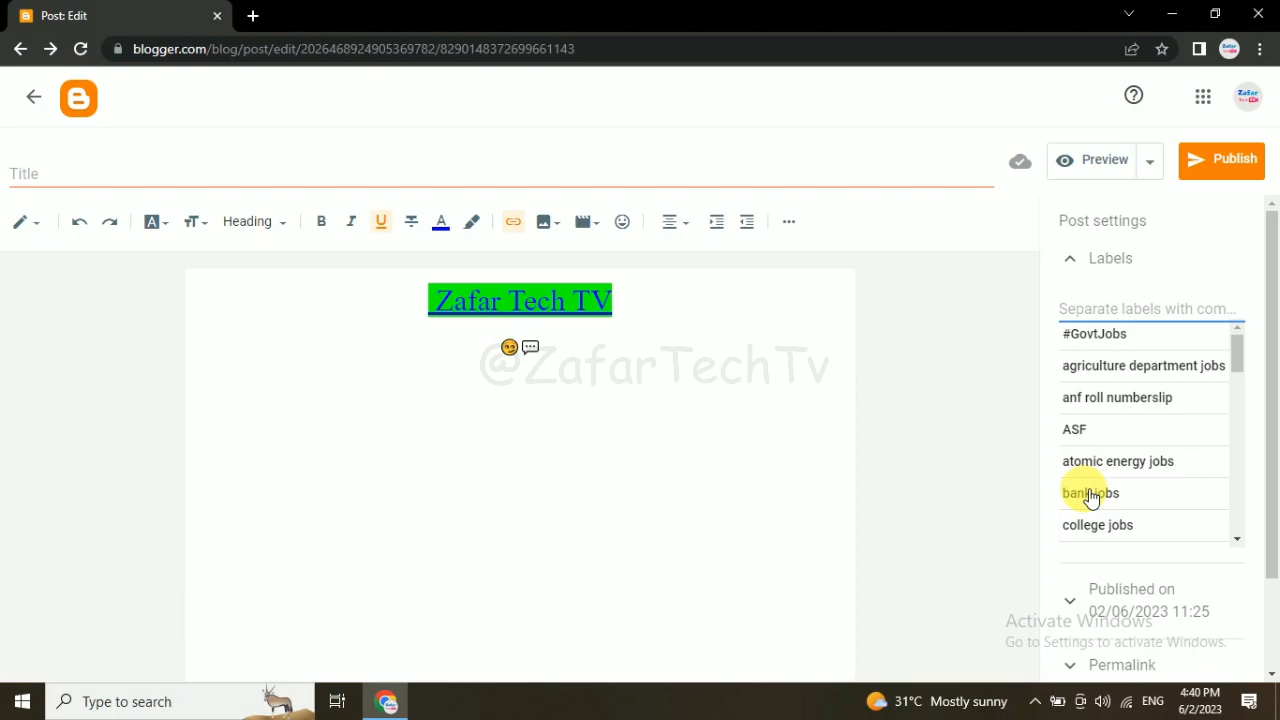 Post: Edit
blogger.com/blog/post/edit/2026468924905369782/8290148372699661143
Title
Preview
Publish
Heading
Post settings
Labels
Separate labels with com...
Zafar Tech TV
@ZafarTechTv
#GovtJobs
agriculture department jobs
anf roll numberslip
ASF
atomic energy jobs
bank jobs
college jobs
Published on
02/06/2023 11:25
Activate Windows
Go to Settings to activate Windows.
Permalink
Type to search
31°C Mostly sunny
ENG
4:40 PM
6/2/2023